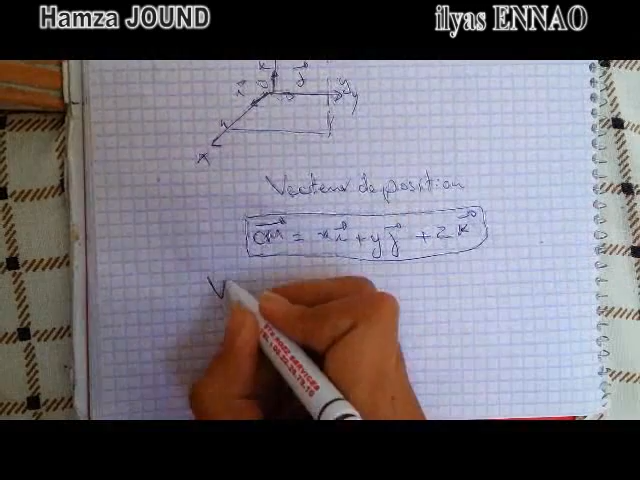 Hamza JOUND
ilyas ENNAO
k j
i
y
x
Vecteur de position
OM = xi + yj + zk
V